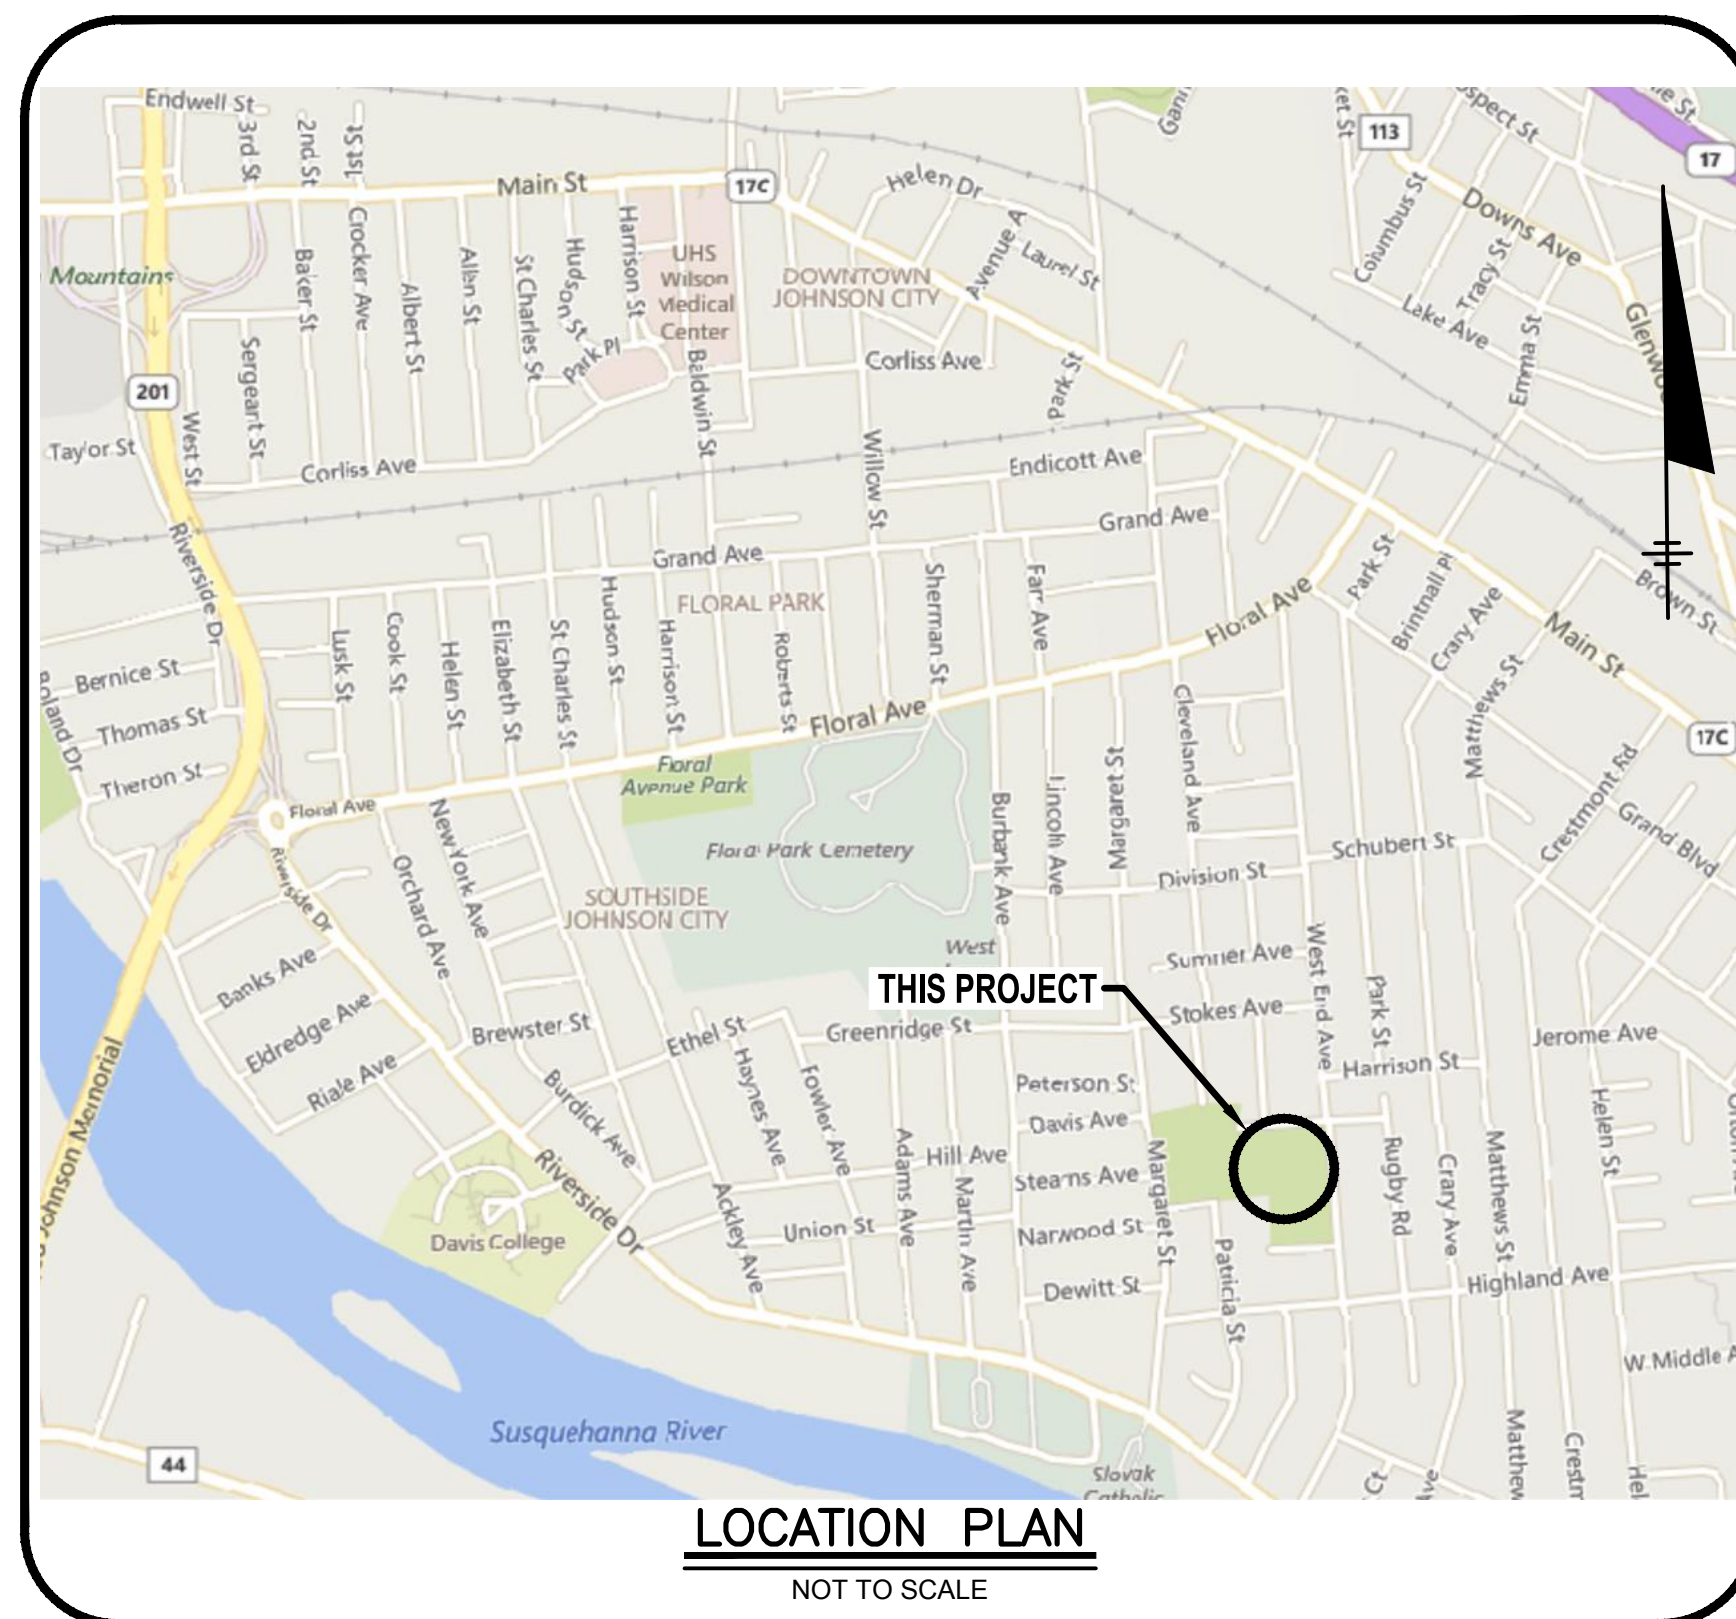 Endwell St
3rd St
2nd St
1st St
Main St
17C
Helen Dr
Avenue A
Laurel St
113
17
Downs Ave
Columbus St
Tracy St
Lake Ave
Emma St
Mountains
Baker St
Crocker Ave
Albert St
Allen St
St Charles St
Hudson St
Harrison St
Park Pl
UHS
Wilson
Medical
Center
DOWNTOWN
JOHNSON CITY
Baldwin St
Corliss Ave
Park St
201
West St
Sergeant St
Taylor St
Corliss Ave
Willow St
Endicott Ave
Grand Ave
Riverside Dr
Grand Ave
FLORAL PARK
Sherman St
Farr Ave
Floral Ave
Park St
Brintnall Pl
Crary Ave
Brown St
Main St
Matthews St
17C
Bernice St
Thomas St
Theron St
Lusk St
Cook St
Helen St
Elizabeth St
St Charles St
Hudson St
Harrison St
Roberts St
Floral Ave
Floral
Avenue Park
Floral Ave
Floral Park Cemetery
Burbank Ave
Lincoln Ave
Margaret St
Cleveland Ave
Division St
Schubert St
Crestmont Rd
Grand Blvd
Riverside Dr
Orchard Ave
New York Ave
SOUTHSIDE
JOHNSON CITY
West
Sumner Ave
West End Ave
THIS PROJECT
Stokes Ave
Park St
Banks Ave
Eldredge Ave
Riale Ave
Brewster St
Ethel St
Greenridge St
Jerome Ave
Harrison St
Burdick Ave
Haynes Ave
Fowler Ave
Peterson St
Davis Ave
Helen St
Johnson Memorial
Riverside Dr
Adams Ave
Hill Ave
Martin Ave
Stearns Ave
Margaret St
Rugby Rd
Crary Ave
Matthews St
Davis College
Ackley Ave
Union St
Narwood St
Patricia St
Dewitt St
Highland Ave
W Middle A
Susquehanna River
44
Slovak
Catholic
Matthew
Crestm
Hel
Ct
LOCATION PLAN
NOT TO SCALE